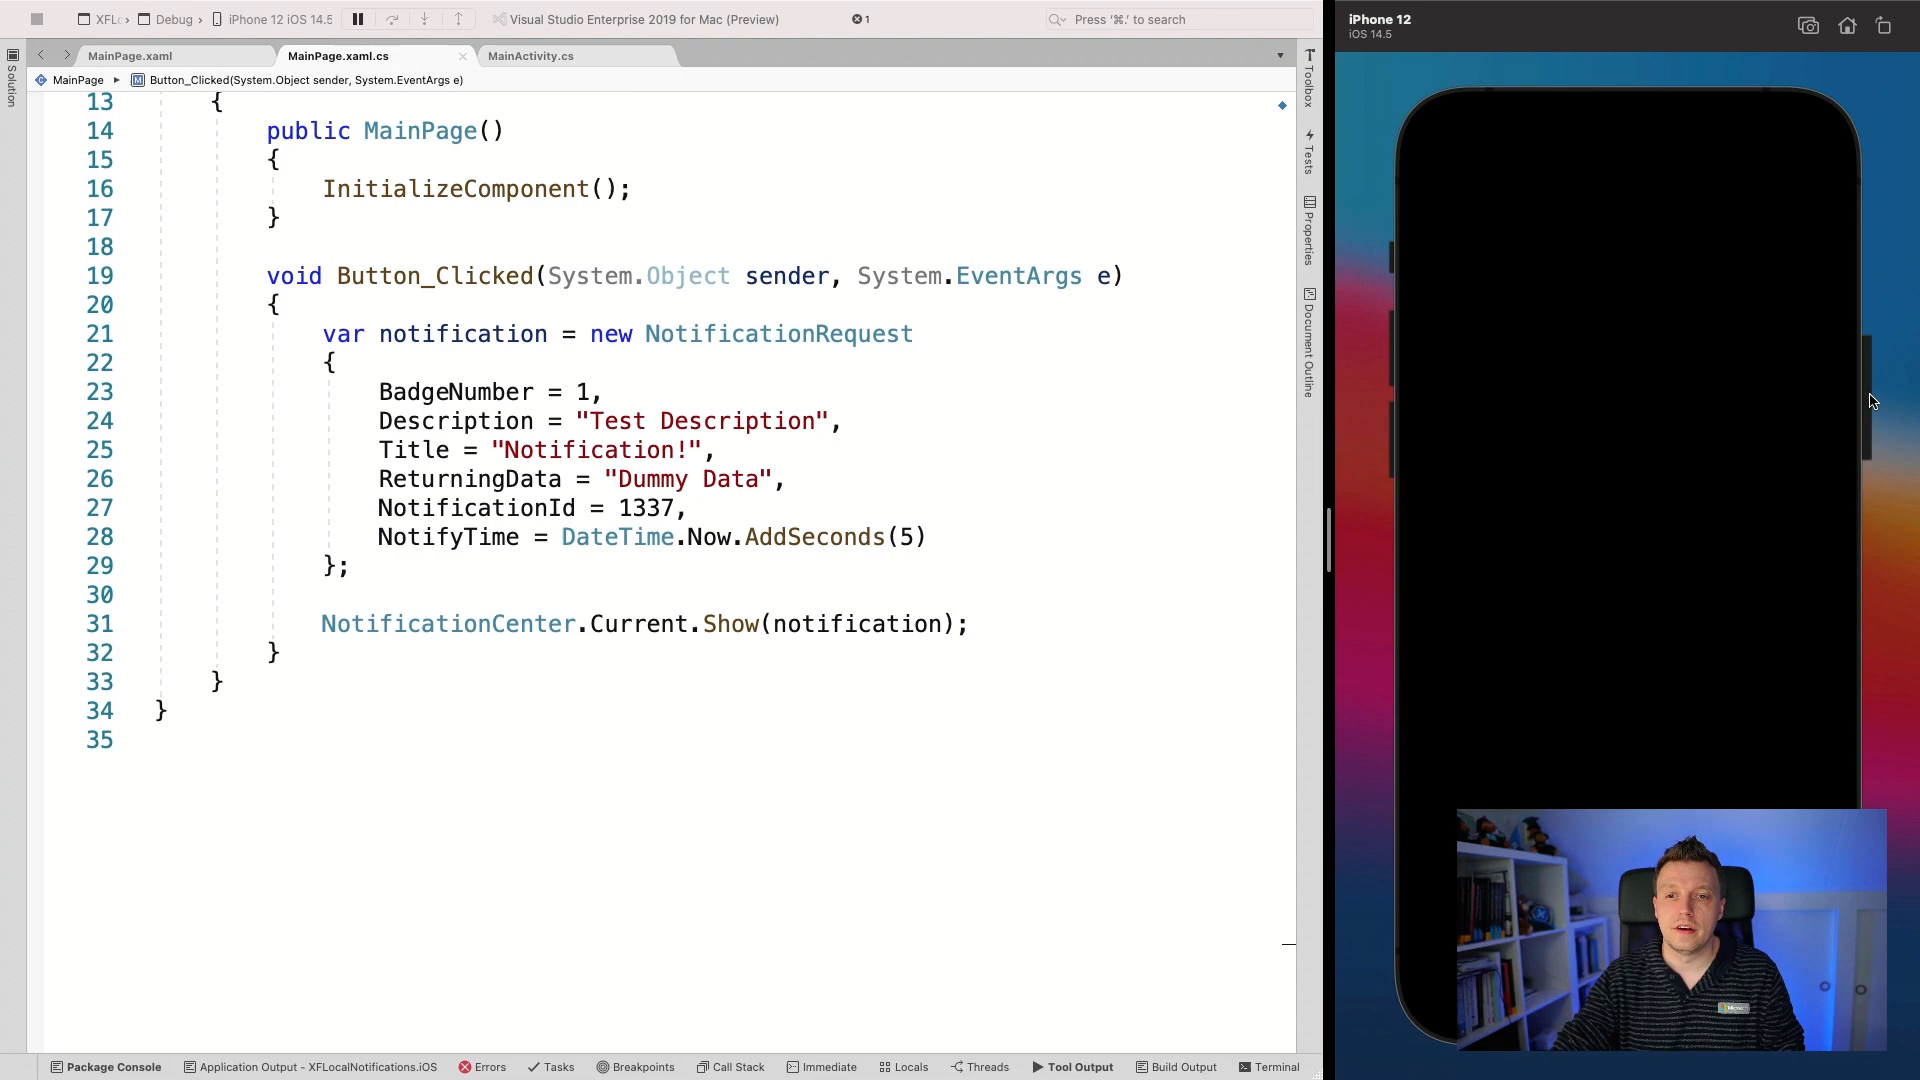 XFLc
Debug
iPhone 12 iOS 14.5
Visual Studio Enterprise 2019 for Mac (Preview)
1
Press '⌘.' to search
iPhone 12
iOS 14.5
MainPage.xaml
MainPage.xaml.cs
MainActivity.cs
MainPage
Button_Clicked(System.Object sender, System.EventArgs e)
Solution
Toolbox
Tests
Properties
Document Outline
13 {
14 public MainPage()
15 {
16 InitializeComponent();
17 }
18
19 void Button_Clicked(System.Object sender, System.EventArgs e)
20 {
21 var notification = new NotificationRequest
22 {
23 BadgeNumber = 1,
24 Description = "Test Description",
25 Title = "Notification!",
26 ReturningData = "Dummy Data",
27 NotificationId = 1337,
28 NotifyTime = DateTime.Now.AddSeconds(5)
29 };
30
31 NotificationCenter.Current.Show(notification);
32 }
33 }
34 }
35
Package Console
Application Output - XFLocalNotifications.iOS
Errors
Tasks
Breakpoints
Call Stack
Immediate
Locals
Threads
Tool Output
Build Output
Terminal